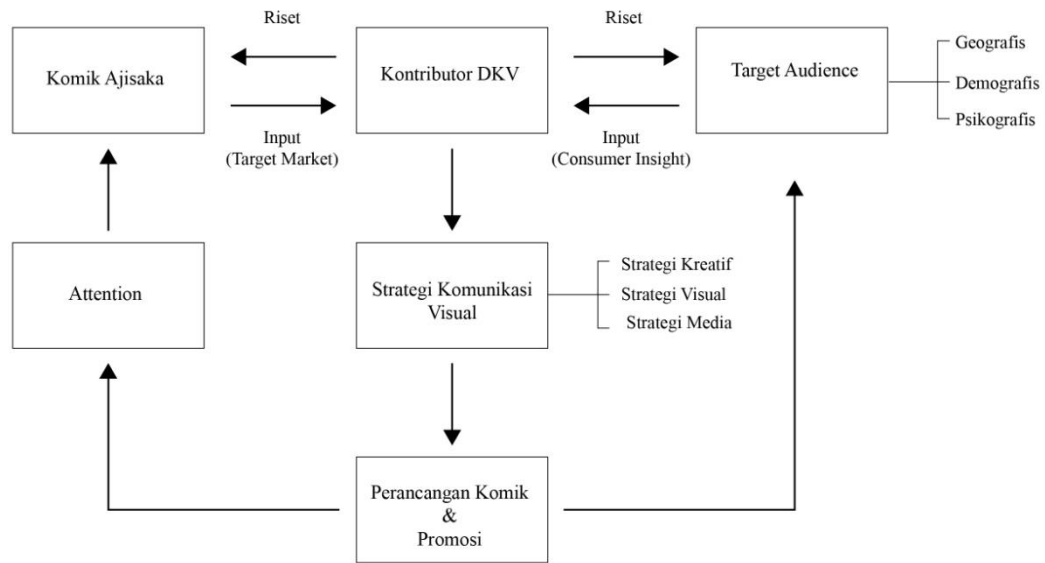 Riset
Riset
Komik Ajisaka
Kontributor DKV
Target Audience
Geografis
Demografis
Psikografis
Input
(Target Market)
Input
(Consumer Insight)
Attention
Strategi Komunikasi
Visual
Strategi Kreatif
Strategi Visual
Strategi Media
Perancangan Komik
&
Promosi